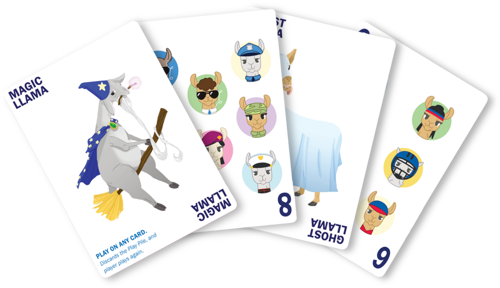 MAGIC
LLAMA
PLAY ON ANY CARD.
Discards the Play Pile, and
player plays again.
MAGIC
LLAMA
8
GHOST
LLAMA
6